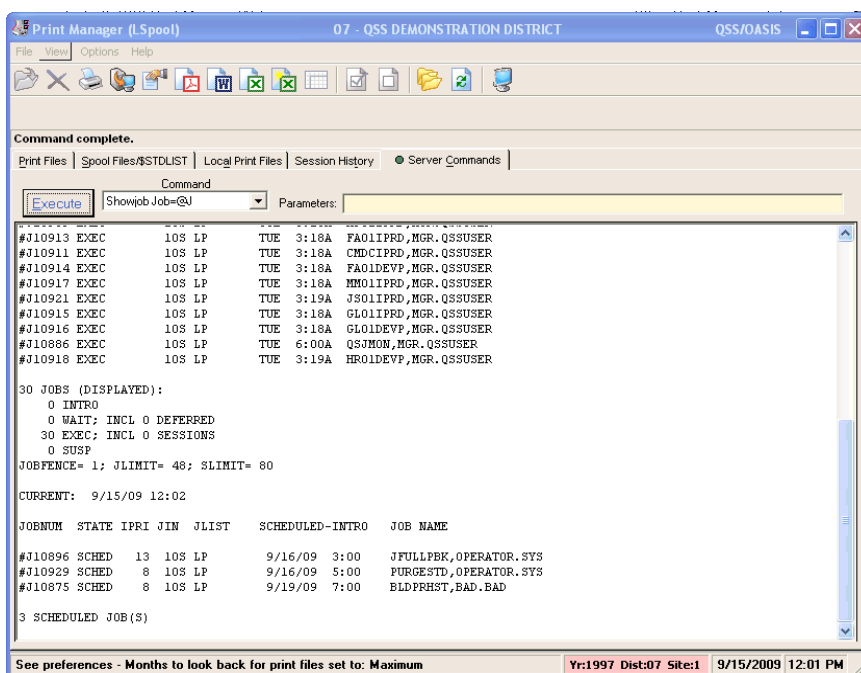 Print Manager (LSpool) 07 - QSS DEMONSTRATION DISTRICT QSS/OASIS
File View Options Help
Command complete.
Print Files Spool Files/$STDLIST Local Print Files Session History Server Commands
Command
Execute Showjob Job=@J Parameters:
#J10913 EXEC 10S LP TUE 3:18A FA01IPRD,MGR.QSSUSER
#J10911 EXEC 10S LP TUE 3:18A CMDCIPRD,MGR.QSSUSER
#J10914 EXEC 10S LP TUE 3:18A FA01DEVP,MGR.QSSUSER
#J10917 EXEC 10S LP TUE 3:18A MM01IPRD,MGR.QSSUSER
#J10921 EXEC 10S LP TUE 3:19A JS01IPRD,MGR.QSSUSER
#J10915 EXEC 10S LP TUE 3:18A GL01IPRD,MGR.QSSUSER
#J10916 EXEC 10S LP TUE 3:18A GL01DEVP,MGR.QSSUSER
#J10886 EXEC 10S LP TUE 6:00A QSJMON,MGR.QSSUSER
#J10918 EXEC 10S LP TUE 3:19A HR01DEVP,MGR.QSSUSER
30 JOBS (DISPLAYED):
0 INTRO
0 WAIT; INCL 0 DEFERRED
30 EXEC; INCL 0 SESSIONS
0 SUSP
JOBFENCE= 1; JLIMIT= 48; SLIMIT= 80
CURRENT: 9/15/09 12:02
JOBNUM STATE IPRI JIN JLIST SCHEDULED-INTRO JOB NAME
#J10896 SCHED 13 10S LP 9/16/09 3:00 JFULLPBK,OPERATOR.SYS
#J10929 SCHED 8 10S LP 9/16/09 5:00 PURGESTD,OPERATOR.SYS
#J10875 SCHED 8 10S LP 9/19/09 7:00 BLDPRHST,BAD.BAD
3 SCHEDULED JOB(S)
See preferences - Months to look back for print files set to: Maximum Yr:1997 Dist:07 Site:1 9/15/2009 12:01 PM